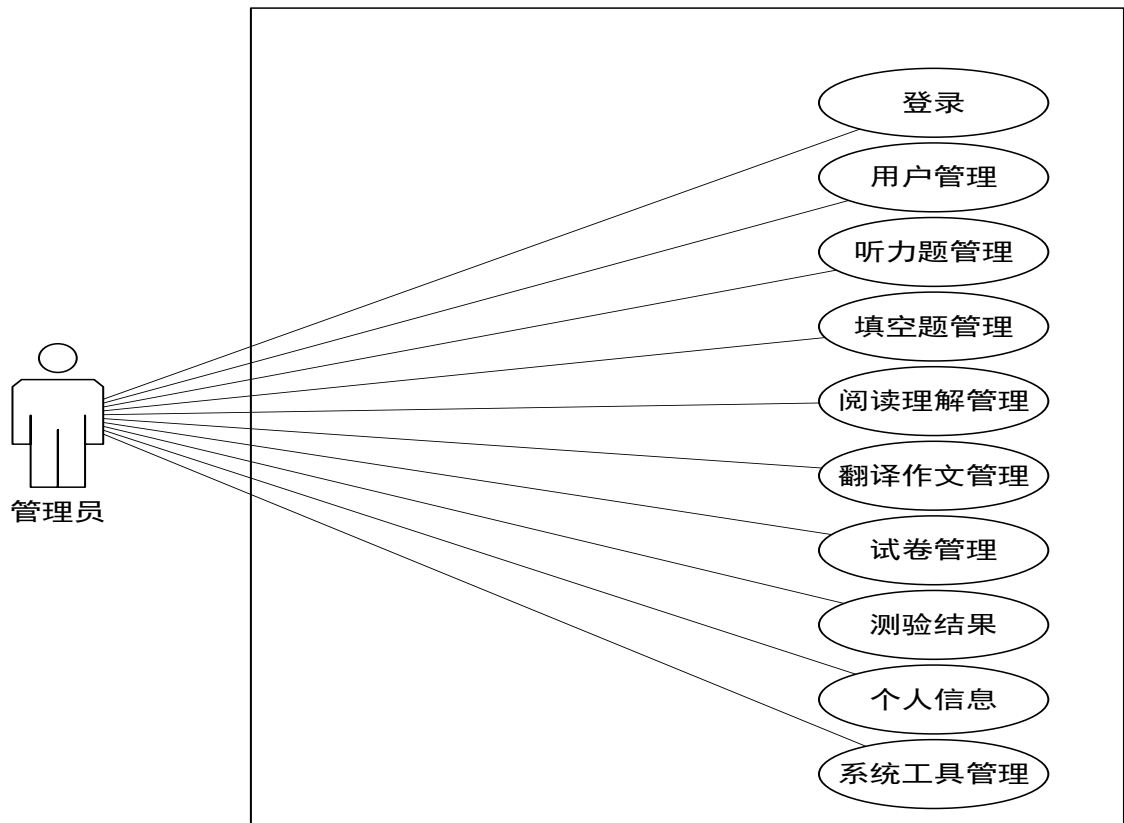 登录
用户管理
听力题管理
填空题管理
阅读理解管理
翻译作文管理
管理员
试卷管理
测验结果
个人信息
系统工具管理